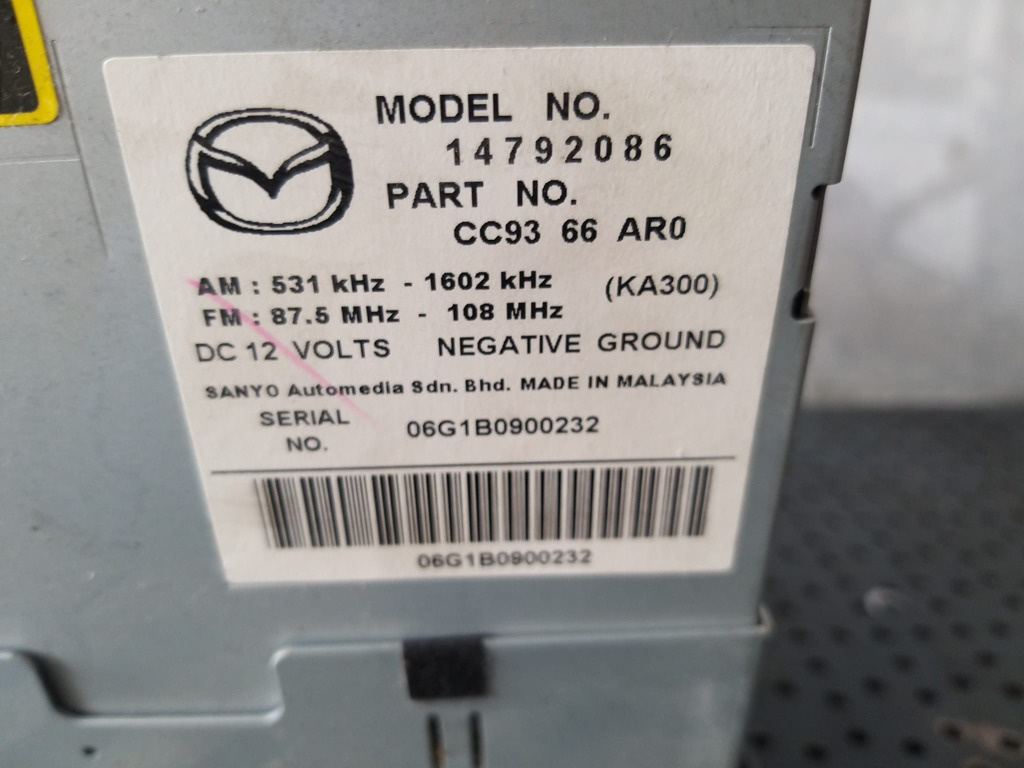 MODEL NO.
14792086
PART NO.
CC93 66 AR0
AM : 531 kHz - 1602 kHz (KA300)
FM : 87.5 MHz - 108 MHz
DC 12 VOLTS NEGATIVE GROUND
SANYO Automedia Sdn. Bhd. MADE IN MALAYSIA
SERIAL NO. 06G1B0900232
06G1B0900232